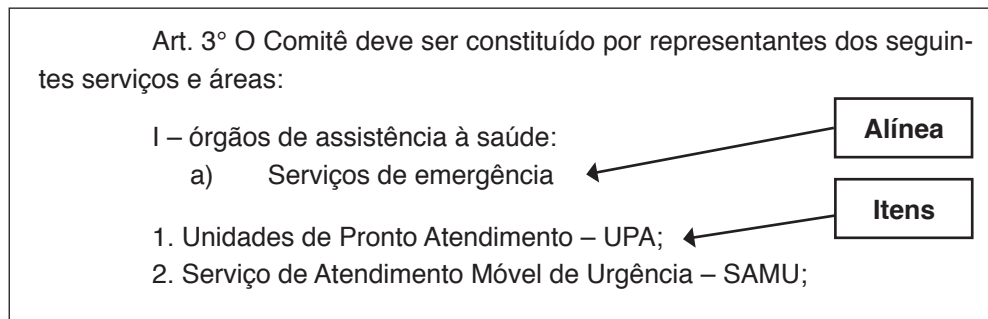 Art. 3° O Comitê deve ser constituído por representantes dos seguin-
tes serviços e áreas:
I – órgãos de assistência à saúde:
Alínea
a) Serviços de emergência
Itens
1. Unidades de Pronto Atendimento – UPA;
2. Serviço de Atendimento Móvel de Urgência – SAMU;